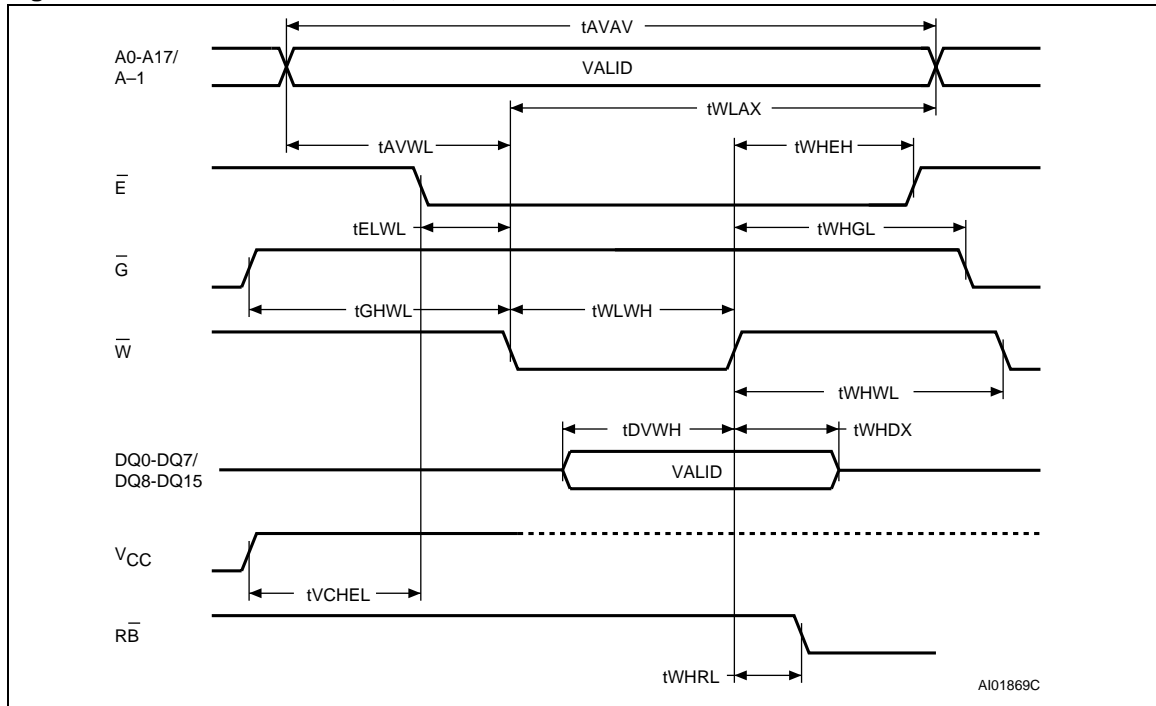 tAVAV
A0-A17/
A–1
VALID
tWLAX
tAVWL
tWHEH
E̅
tELWL
tWHGL
G̅
tGHWL
tWLWH
W̅
tWHWL
tDVWH
tWHDX
DQ0-DQ7/
DQ8-DQ15
VALID
VCC
tVCHEL
RB̅
tWHRL
AI01869C